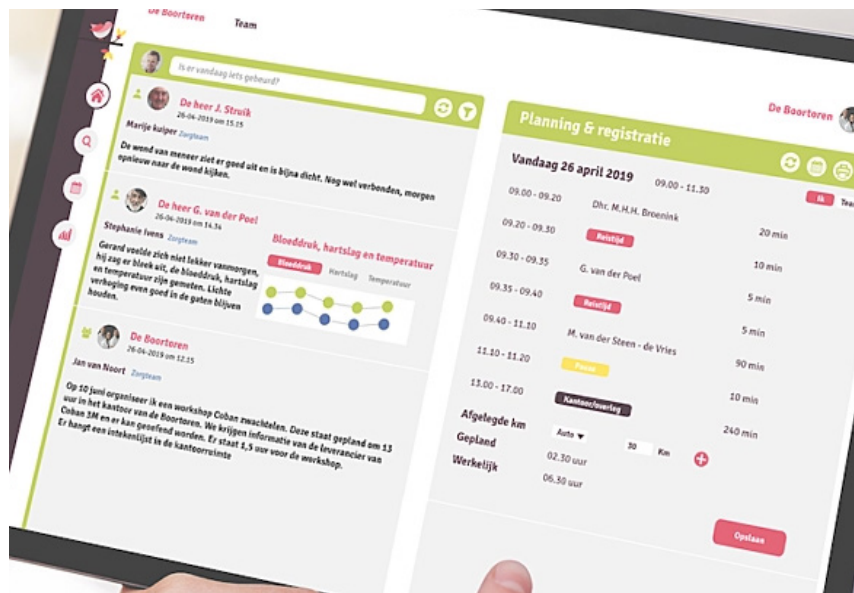 De Boortoren
Team
Is er vandaag iets gebeurd?
De heer J. Struik
26-04-2019 om 15.15
Marije kuiper Zorgteam
De wond van meneer ziet er goed uit en is bijna dicht. Nog wel verbonden, morgen
opnieuw naar de wond kijken.
De heer G. van der Poel
26-04-2019 om 14.34
Stephanie Ivens Zorgteam
Gerard voelde zich niet lekker vanmorgen,
hij zag er bleek uit, de bloeddruk, hartslag
en temperatuur zijn gemeten. Lichte
verhoging even goed in de gaten blijven
houden.
Bloeddruk, hartslag en temperatuur
Bloeddruk Hartslag Temperatuur
De Boortoren
26-04-2019 om 12.15
Jan van Noort Zorgteam
Op 10 juni organiseer ik een workshop Coban zwachtelen. Deze staat gepland om 13
uur in het kantoor van de Boortoren. We krijgen informatie van de leverancier van
Coban 3M en er kan geoefend worden. Er staat 1,5 uur voor de workshop.
Er hangt een intekenlijst in de kantoorruimte
De Boortoren
Planning & registratie
Vandaag 26 april 2019 09.00 - 11.30
Ik Team
09.00 - 09.20 Dhr. M.H.H. Broenink 20 min
09.20 - 09.30 Reistijd 10 min
09.30 - 09.35 G. van der Poel 5 min
09.35 - 09.40 Reistijd 5 min
09.40 - 11.10 M. van der Steen - de Vries 90 min
11.10 - 11.20 Pauze 10 min
13.00 - 17.00 Kantoor/overleg 240 min
Afgelegde km Auto 30 Km
Gepland 02.30 uur
Werkelijk 06.30 uur
Opslaan